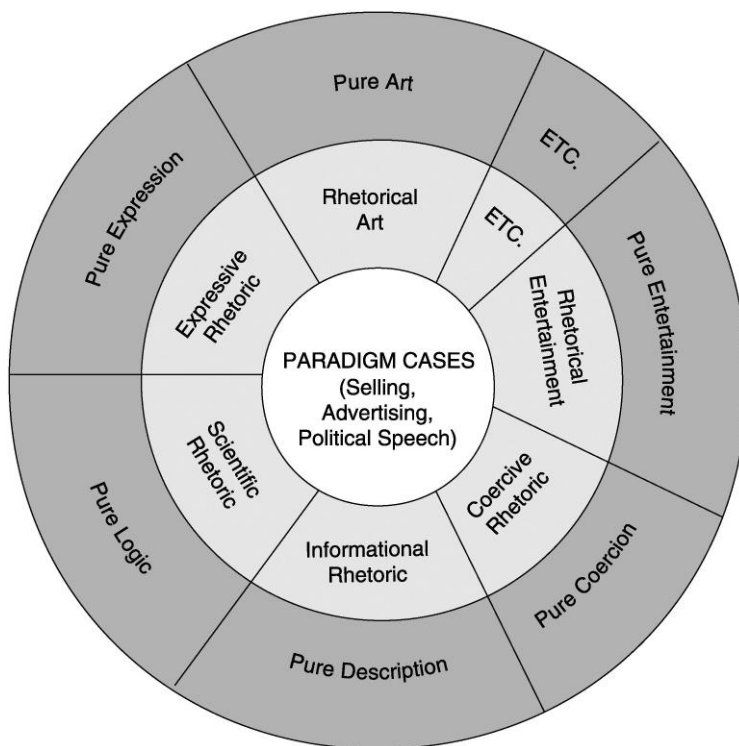 Pure Art
ETC.
Pure Expression
Rhetorical
Art
ETC.
Pure Entertainment
Expressive
Rhetoric
Rhetorical
Entertainment
PARADIGM CASES
(Selling,
Advertising,
Political Speech)
Scientific
Rhetoric
Coercive
Rhetoric
Pure Logic
Informational
Rhetoric
Pure Coercion
Pure Description